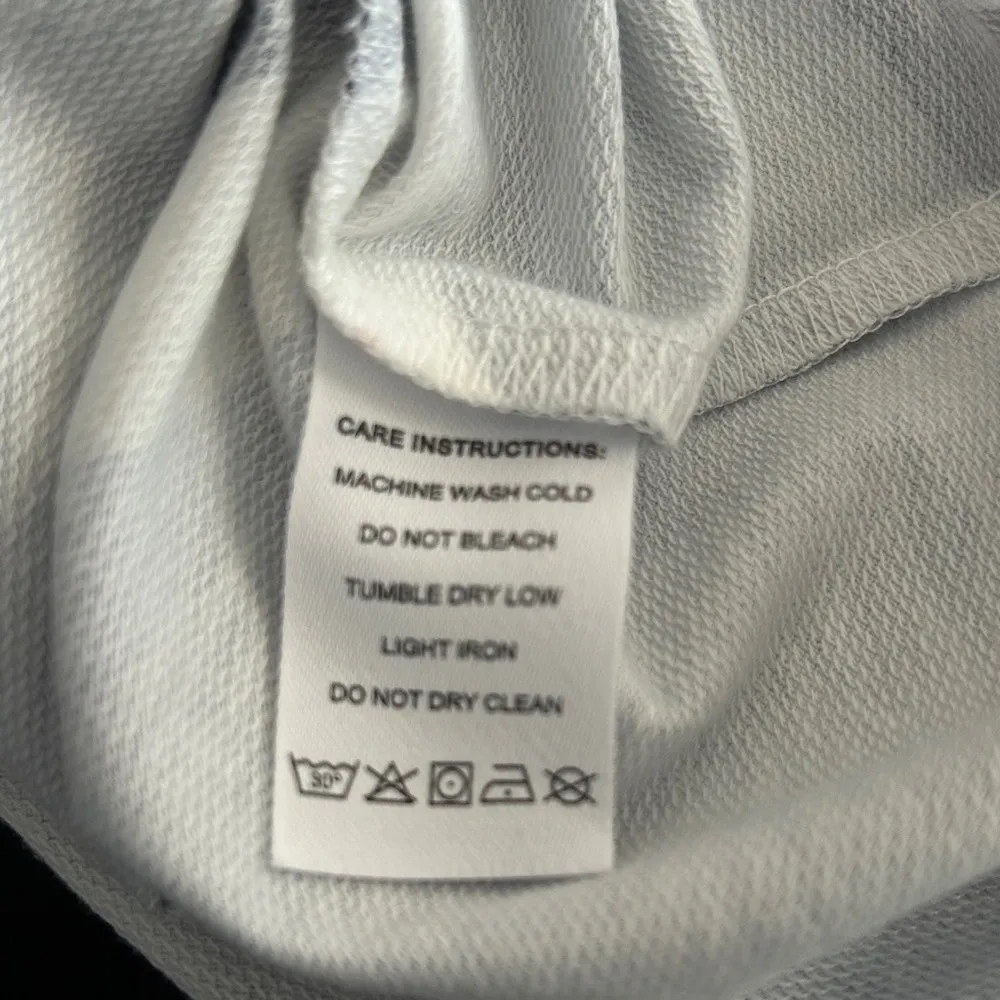 CARE INSTRUCTIONS:
MACHINE WASH COLD
DO NOT BLEACH
TUMBLE DRY LOW
LIGHT IRON
DO NOT DRY CLEAN
30°